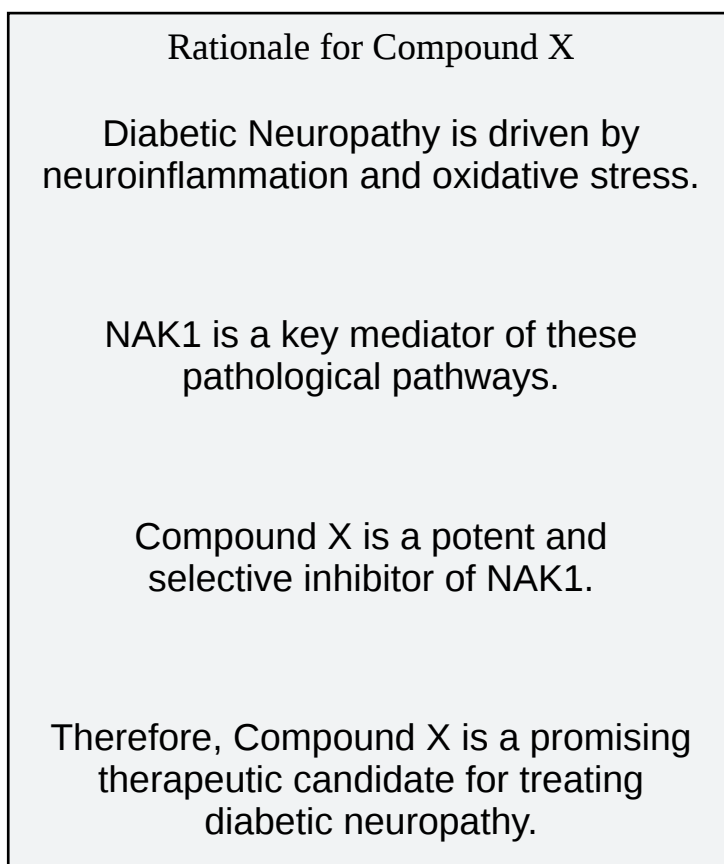 Rationale for Compound X
Diabetic Neuropathy is driven by
neuroinflammation and oxidative stress.
NAK1 is a key mediator of these
pathological pathways.
Compound X is a potent and
selective inhibitor of NAK1.
Therefore, Compound X is a promising
therapeutic candidate for treating
diabetic neuropathy.